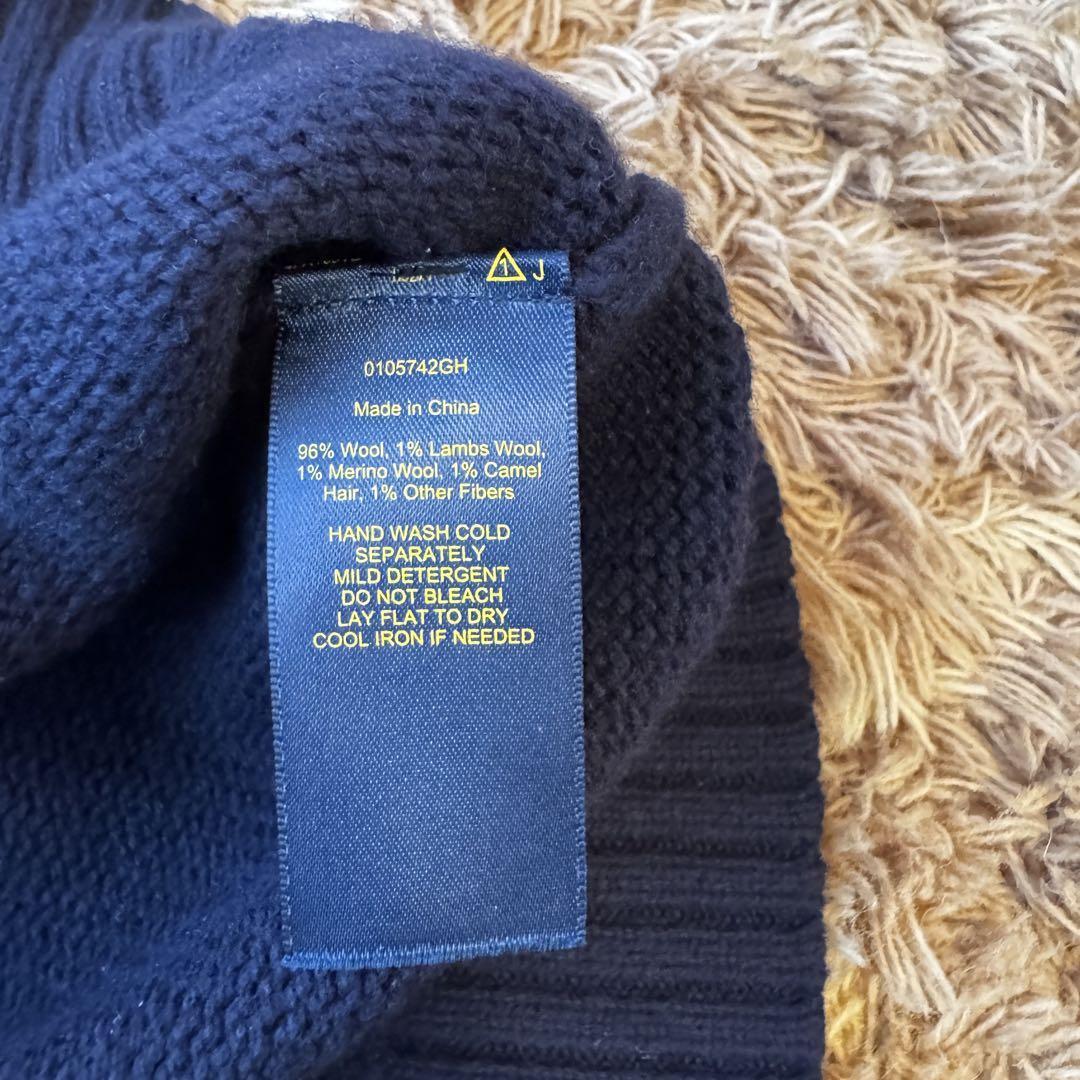 1 J
0105742GH
Made in China
96% Wool, 1% Lambs Wool,
1% Merino Wool, 1% Camel
Hair, 1% Other Fibers
HAND WASH COLD
SEPARATELY
MILD DETERGENT
DO NOT BLEACH
LAY FLAT TO DRY
COOL IRON IF NEEDED